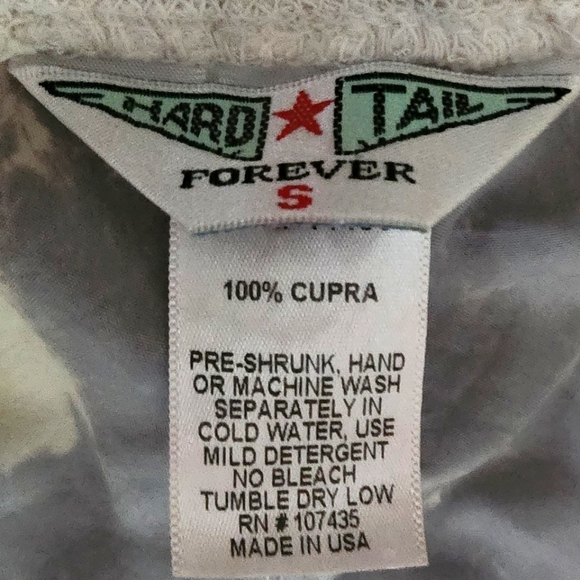 HARD TAIL
FOREVER
S
100% CUPRA
PRE-SHRUNK, HAND
OR MACHINE WASH
SEPARATELY IN
COLD WATER, USE
MILD DETERGENT
NO BLEACH
TUMBLE DRY LOW
RN # 107435
MADE IN USA